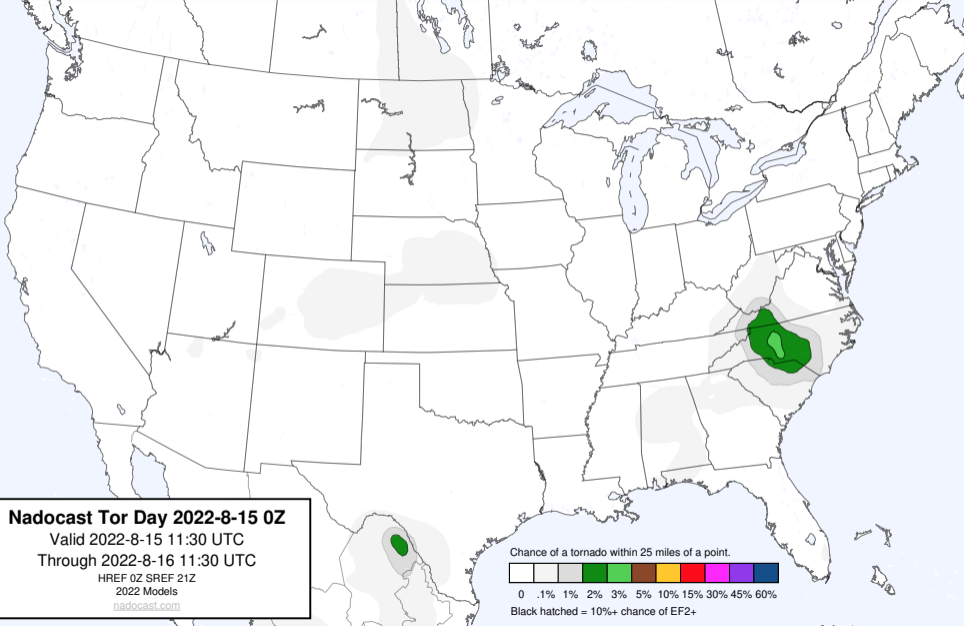 Nadocast Tor Day 2022-8-15 0Z
Valid 2022-8-15 11:30 UTC
Through 2022-8-16 11:30 UTC
HREF 0Z SREF 21Z
2022 Models
nadocast.com
Chance of a tornado within 25 miles of a point.
0 .1% 1% 2% 3% 5% 10% 15% 30% 45% 60%
Black hatched = 10%+ chance of EF2+